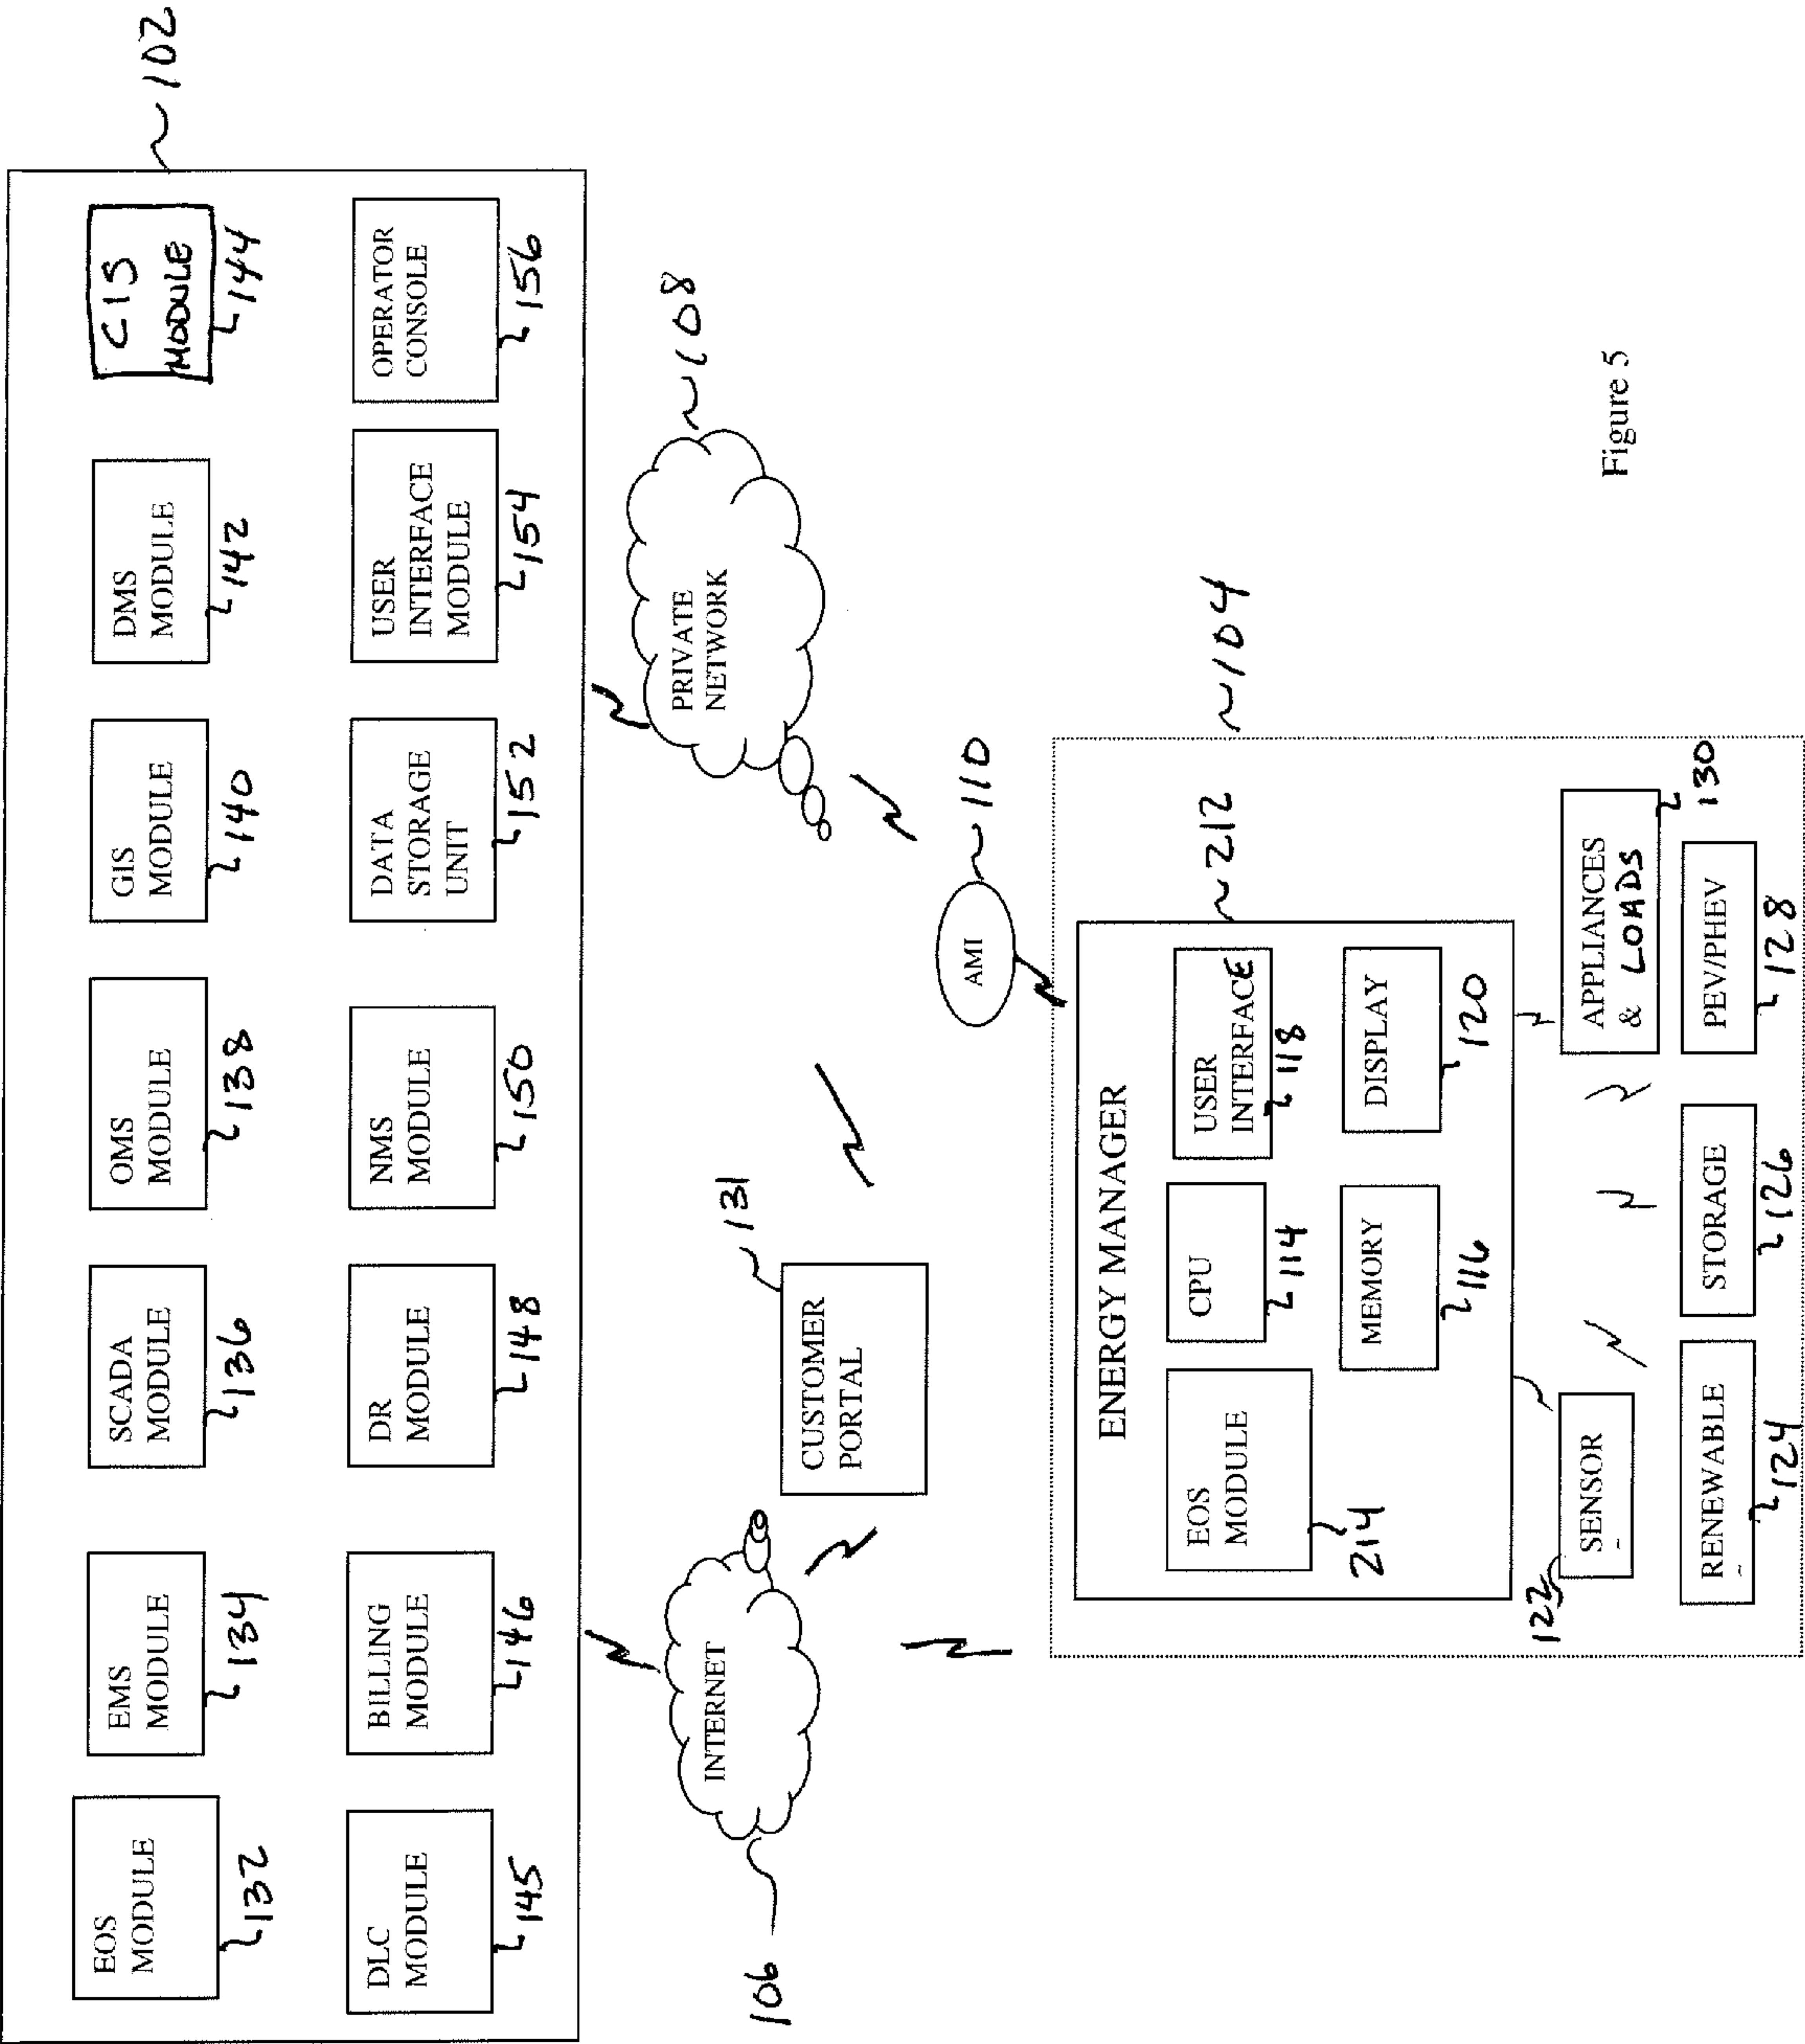 102
EOS
MODULE
132
EMS
MODULE
134
SCADA
MODULE
136
OMS
MODULE
138
GIS
MODULE
140
DMS
MODULE
142
CIS
MODULE
144
DLC
MODULE
145
BILLING
MODULE
146
DR
MODULE
148
NMS
MODULE
150
DATA
STORAGE
UNIT
152
USER
INTERFACE
MODULE
154
OPERATOR
CONSOLE
156
INTERNET
106
PRIVATE
NETWORK
108
CUSTOMER
PORTAL
131
AMI
110
104
ENERGY MANAGER
212
EOS
MODULE
214
CPU
114
USER
INTERFACE
118
MEMORY
116
DISPLAY
120
SENSOR
122
APPLIANCES
& LOADS
130
RENEWABLE
124
STORAGE
126
PEV/PHEV
128
Figure 5